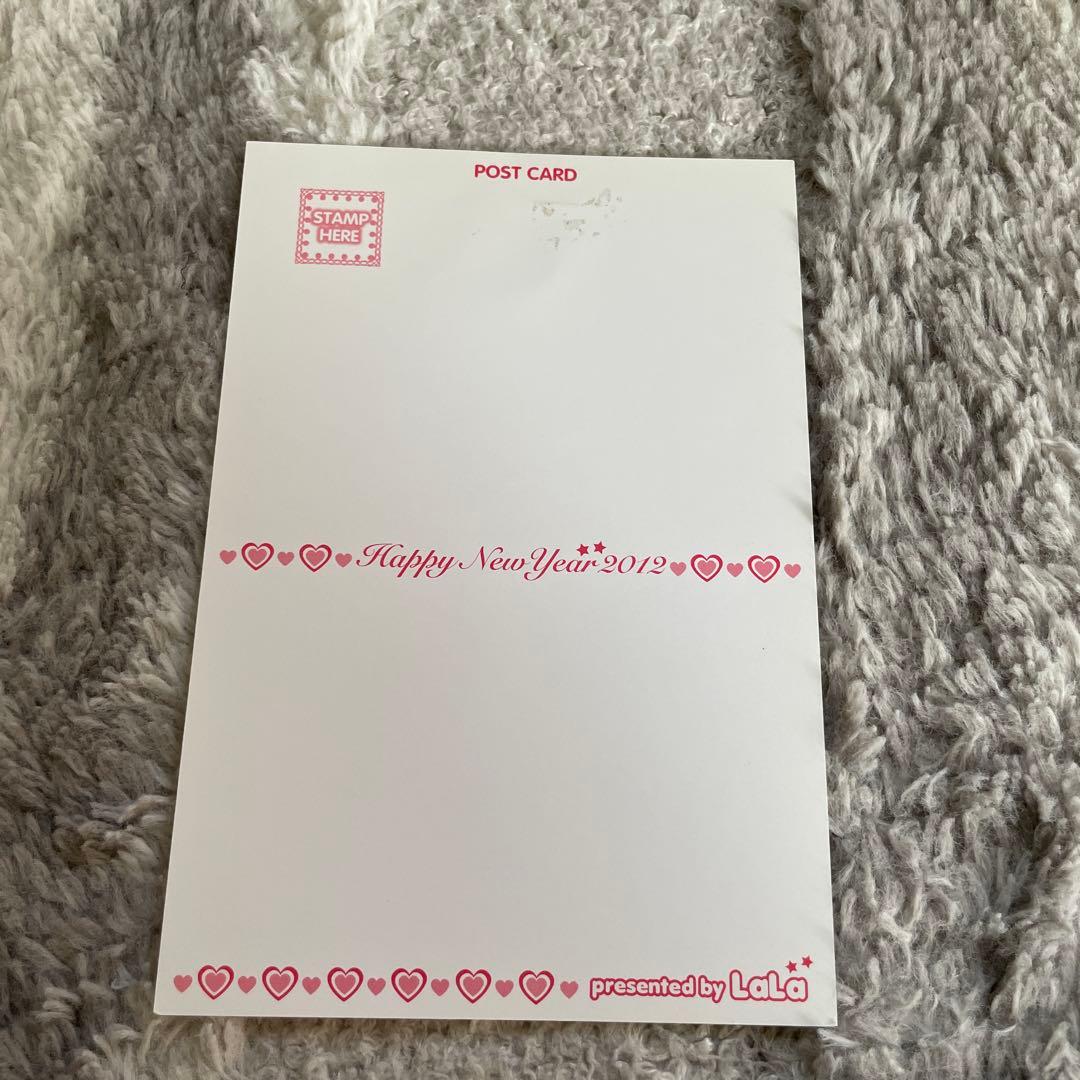 POST CARD
STAMP
HERE
Happy New Year 2012
presented by LaLa